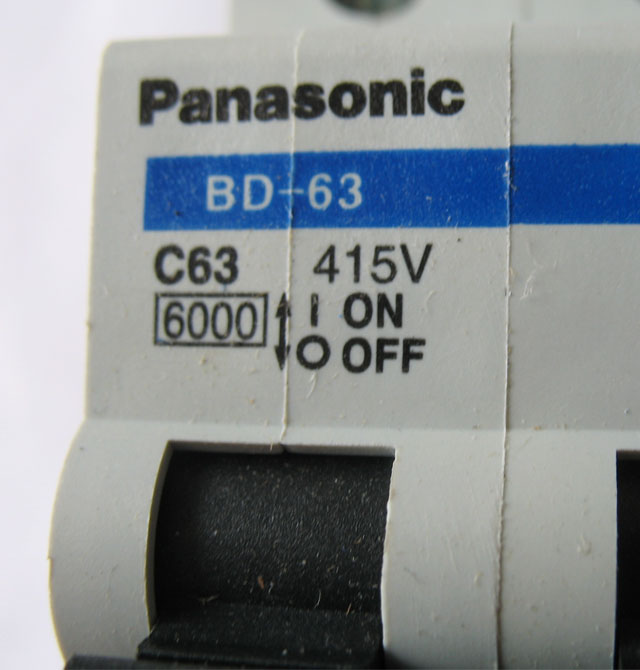 Panasonic
BD-63
C63 415V
6000 I ON
O OFF